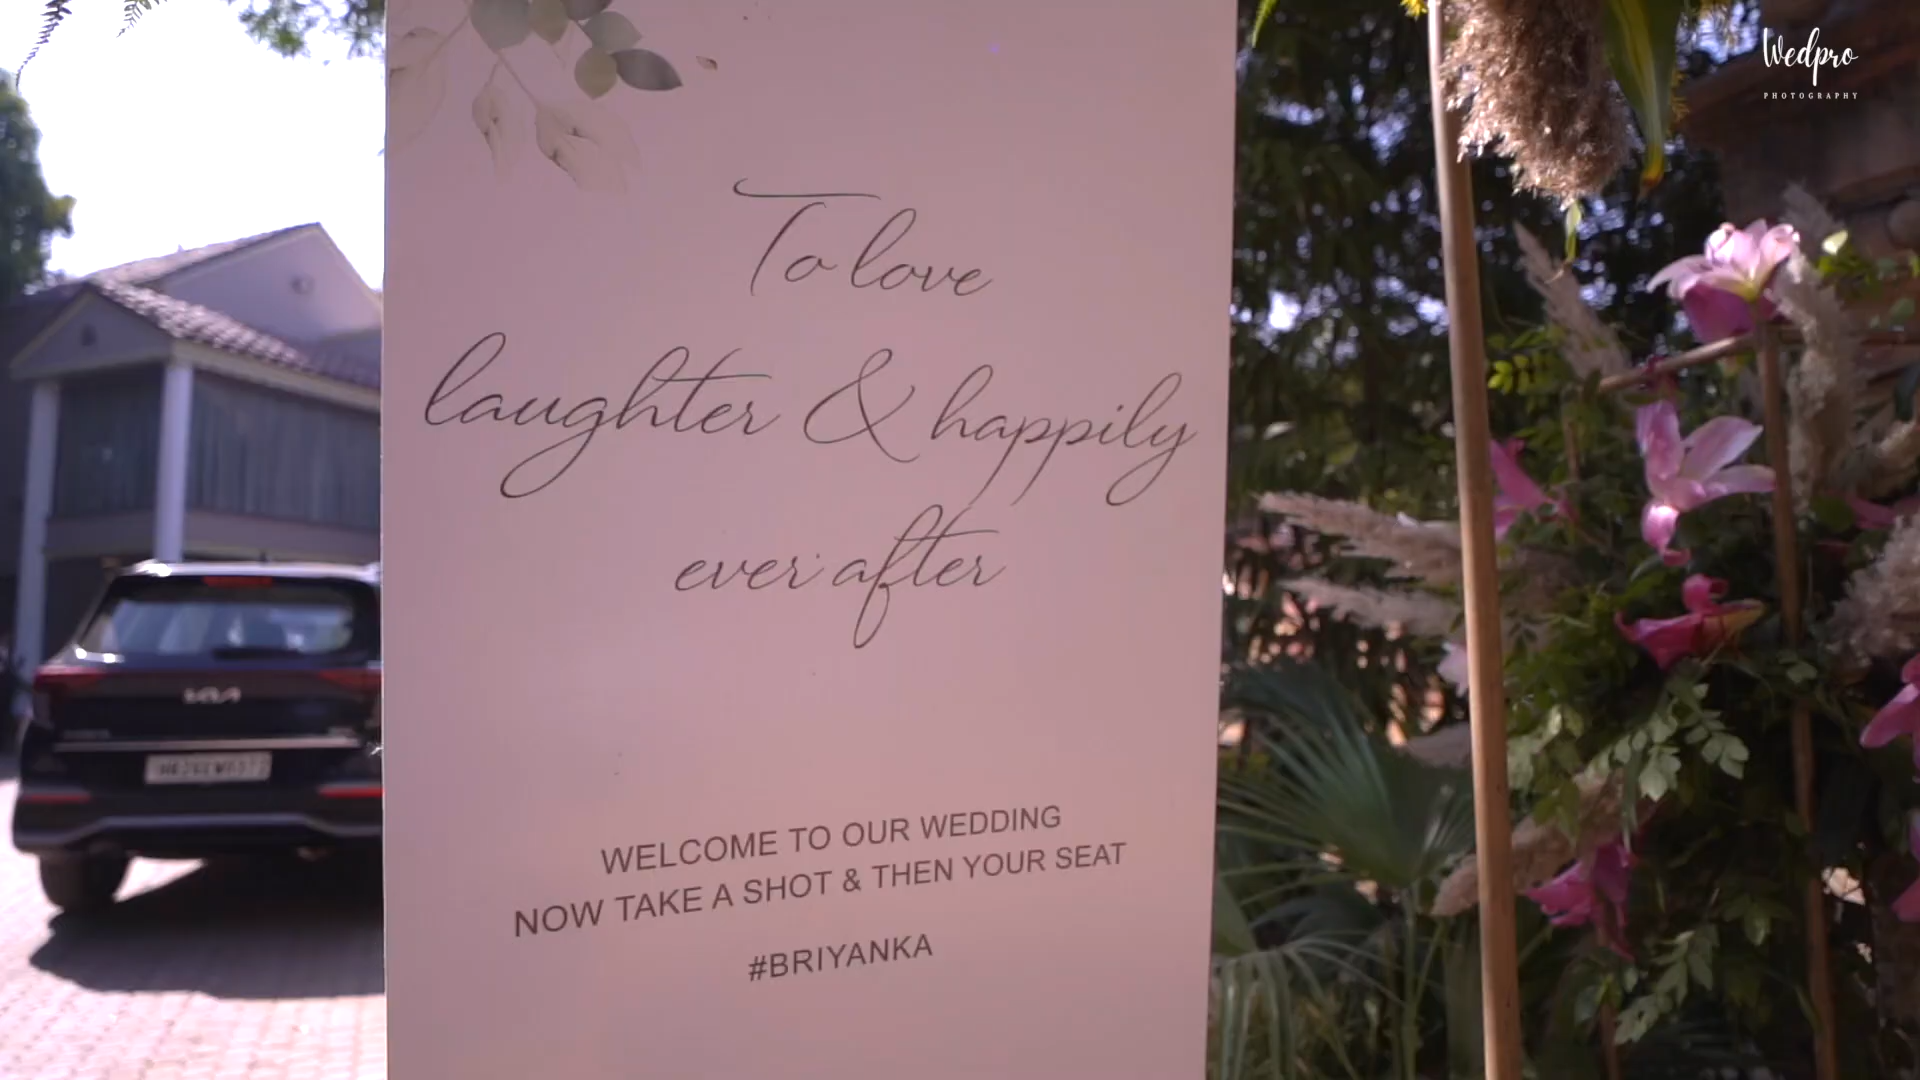 Wedpro
PHOTOGRAPHY
To love
laughter & happily
ever after
WELCOME TO OUR WEDDING
NOW TAKE A SHOT & THEN YOUR SEAT
#BRIYANKA
KIA